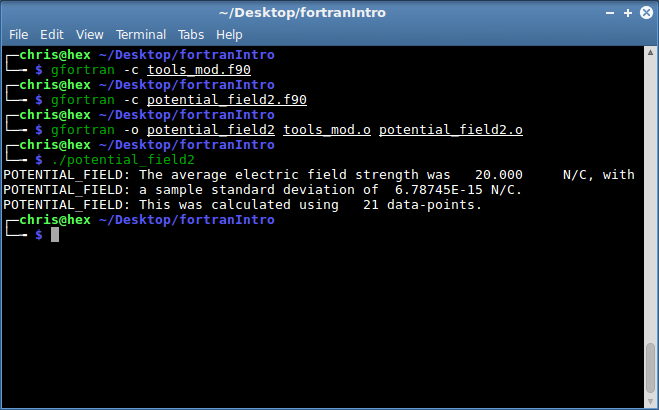 ~/Desktop/fortranIntro
File Edit View Terminal Tabs Help
┌─chris@hex ~/Desktop/fortranIntro
└─╼ $ gfortran -c tools_mod.f90
┌─chris@hex ~/Desktop/fortranIntro
└─╼ $ gfortran -c potential_field2.f90
┌─chris@hex ~/Desktop/fortranIntro
└─╼ $ gfortran -o potential_field2 tools_mod.o potential_field2.o
┌─chris@hex ~/Desktop/fortranIntro
└─╼ $ ./potential_field2
POTENTIAL_FIELD: The average electric field strength was   20.000     N/C, with
POTENTIAL_FIELD: a sample standard deviation of  6.78745E-15 N/C.
POTENTIAL_FIELD: This was calculated using   21 data-points.
┌─chris@hex ~/Desktop/fortranIntro
└─╼ $